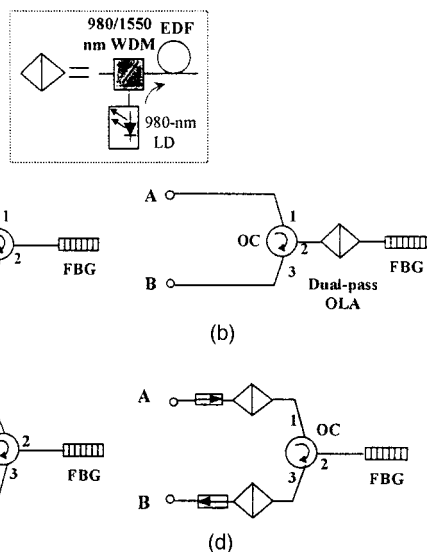 980/1550 EDF
nm WDM
=
980-nm
LD
1
2
FBG
A
OC
1
2
3
B
FBG
Dual-pass
OLA
(b)
2
3
FBG
A
1
OC
2
3
B
FBG
(d)